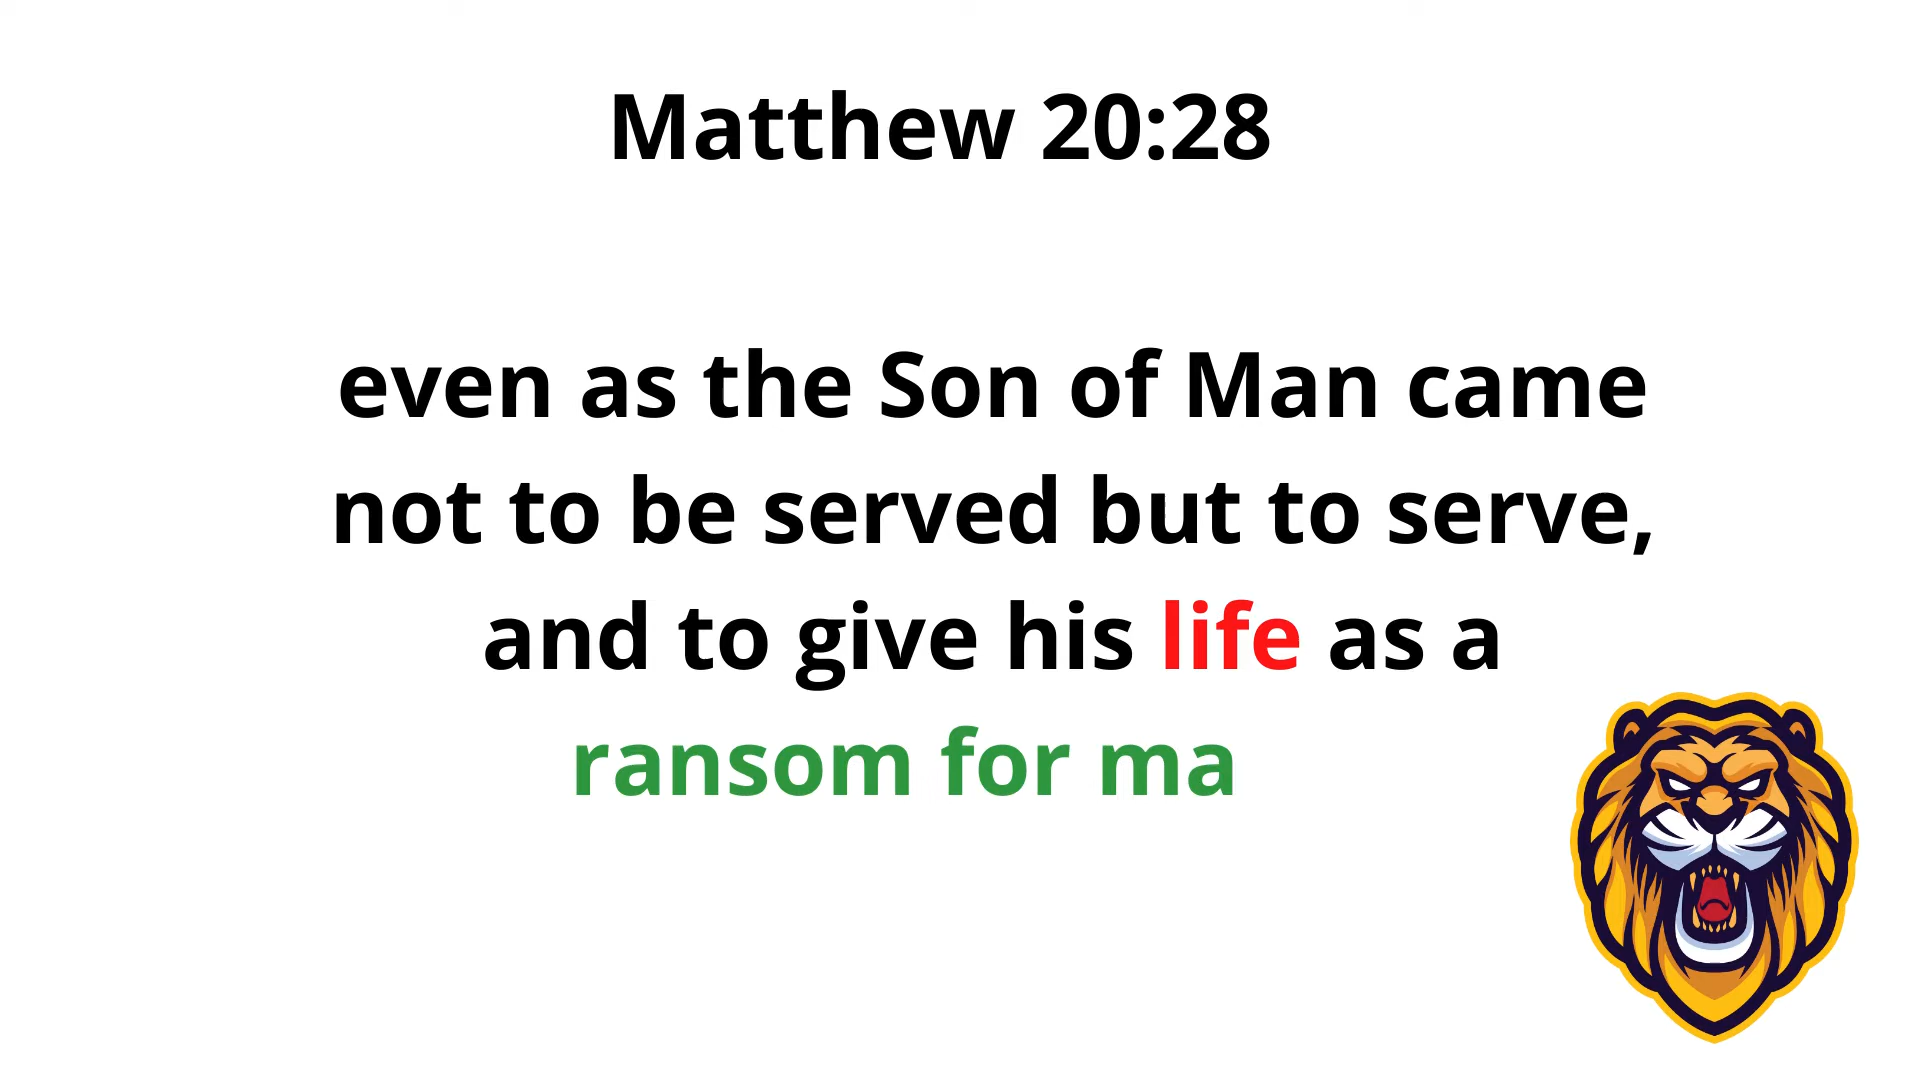 Matthew 20:28
even as the Son of Man came
not to be served but to serve,
and to give his life as a
ransom for ma